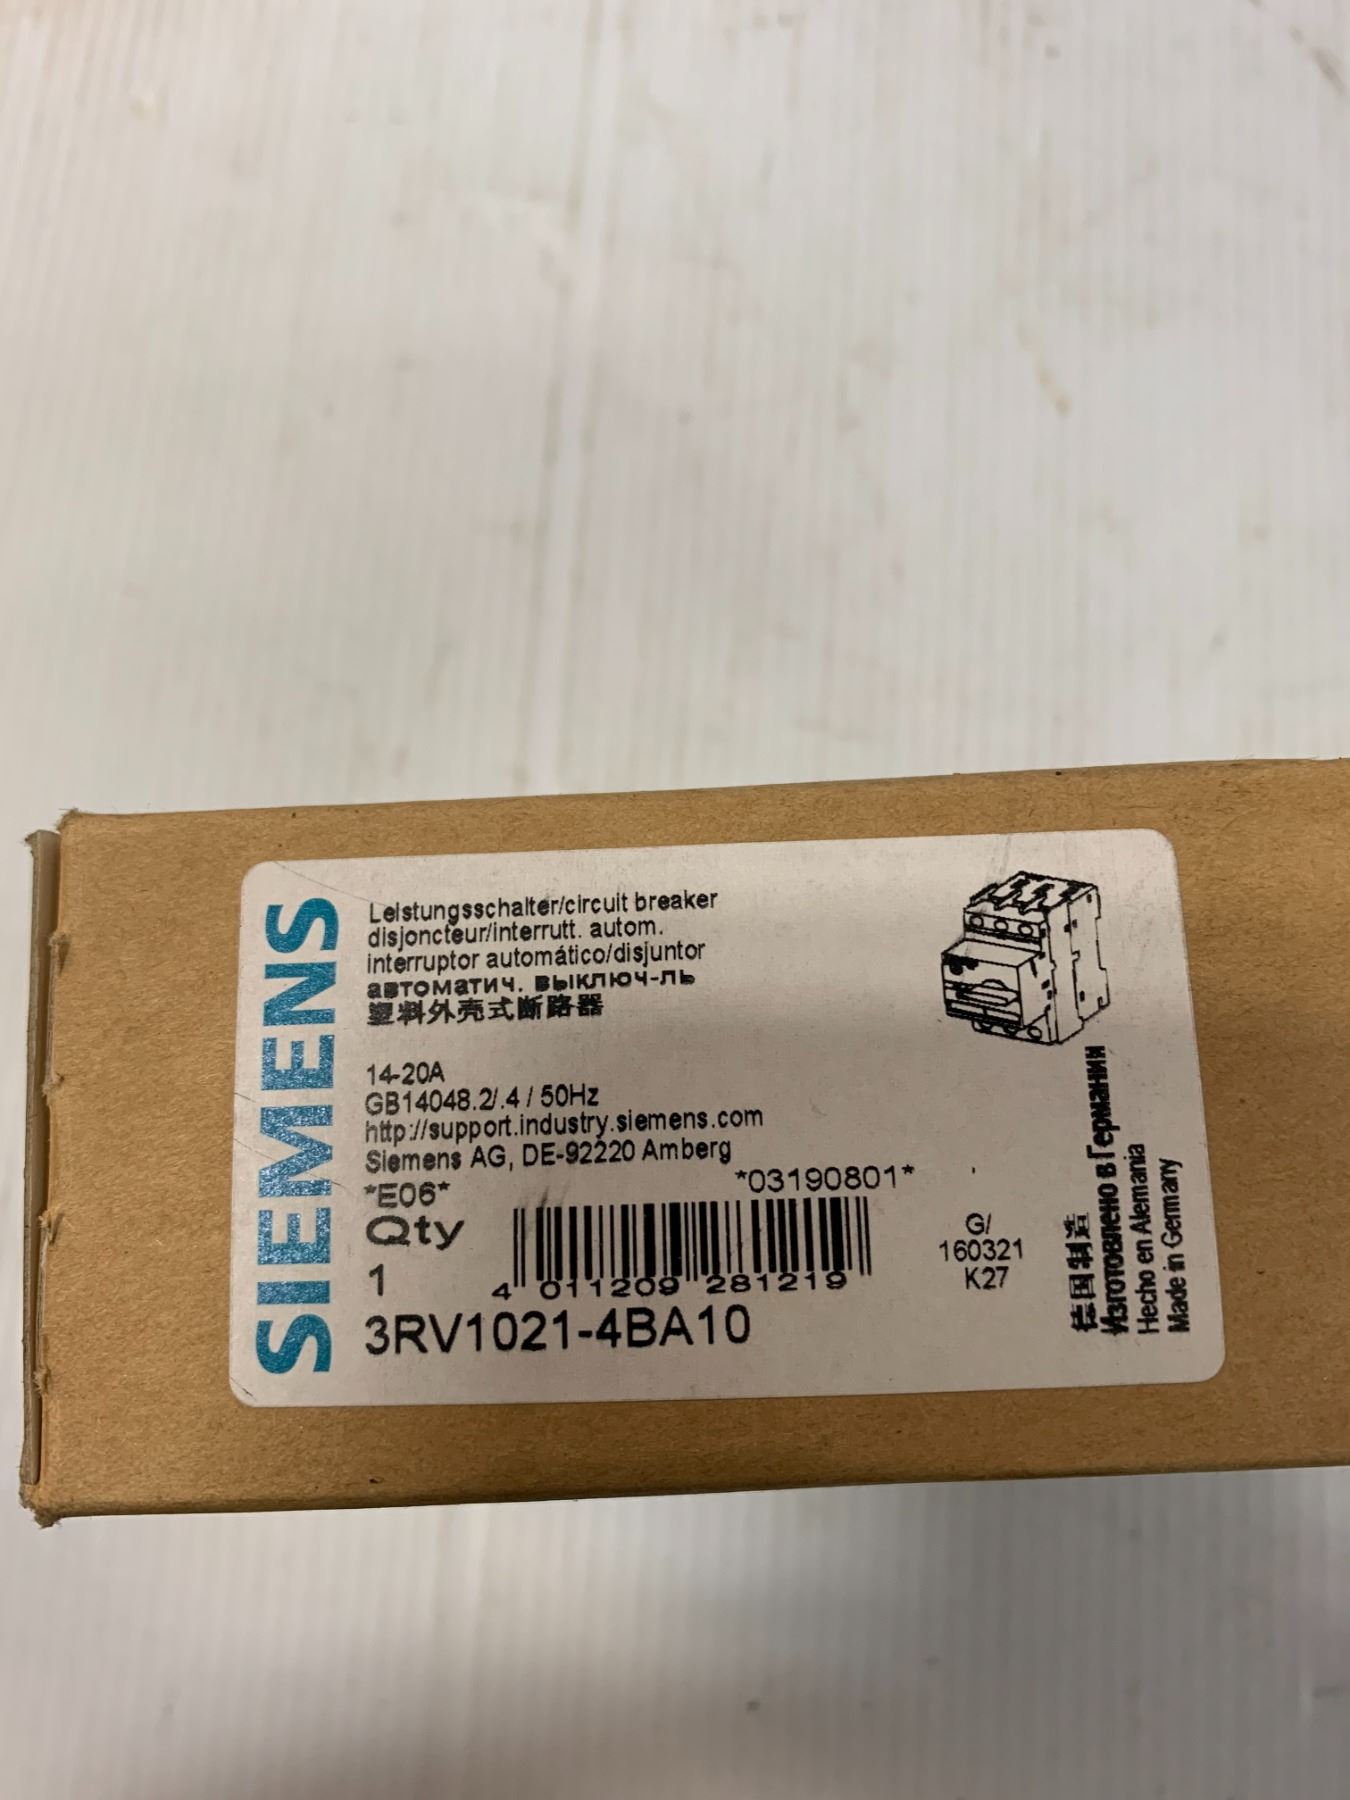 SIEMENS
Leistungsschalter/circuit breaker
disjoncteur/interrutt. autom.
interruptor automático/disjuntor
автоматич. выключ-ль
塑料外壳式断路器
14-20A
GB14048.2/.4 / 50Hz
http://support.industry.siemens.com
Siemens AG, DE-92220 Amberg
*E06*
*03190801*
Qty
1
4 011209 281219
3RV1021-4BA10
G/
160321
K27
德国制造
Изготовлено в Германии
Hecho en Alemania
Made in Germany